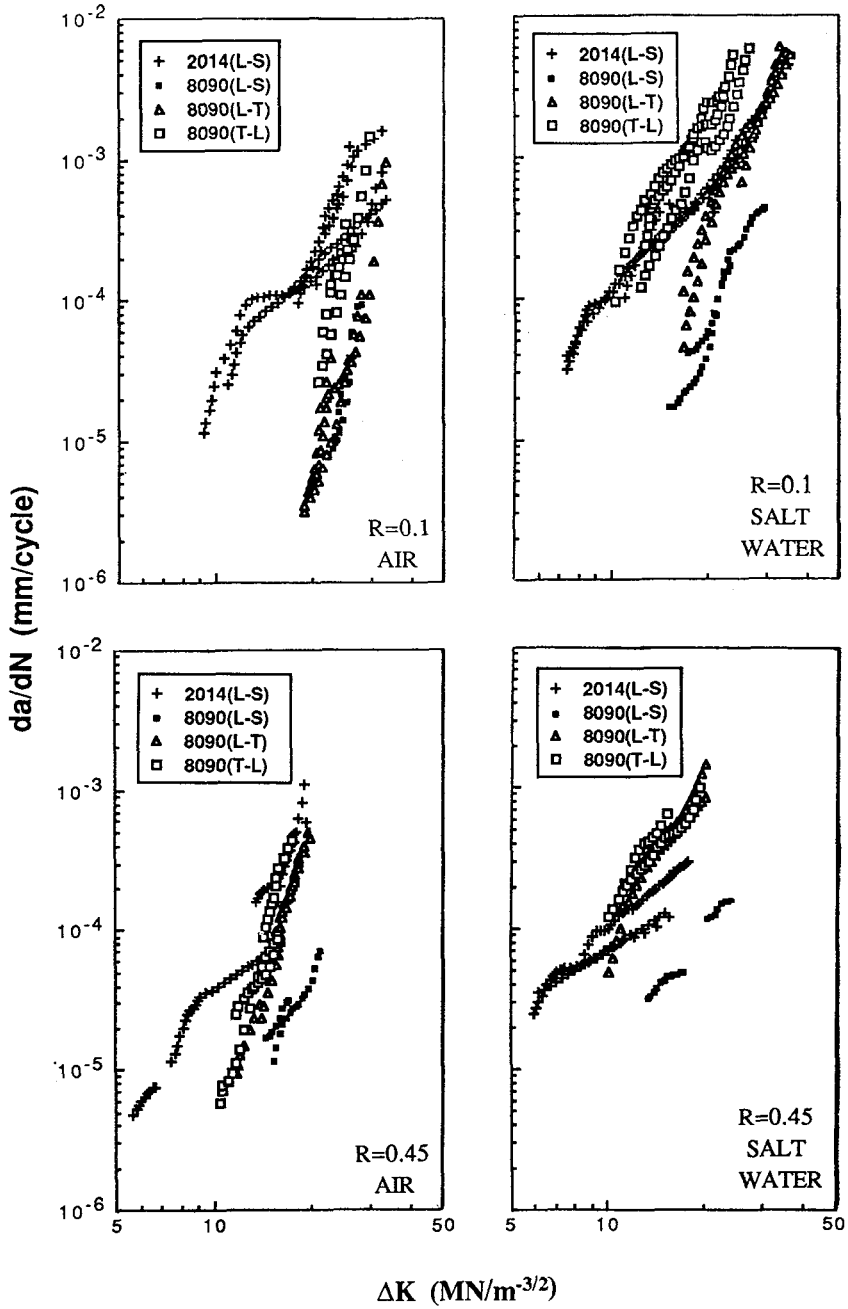 da/dN (mm/cycle)
10-2
10-3
10-4
10-5
10-6
2014(L-S)
8090(L-S)
8090(L-T)
8090(T-L)
R=0.1
AIR
2014(L-S)
8090(L-S)
8090(L-T)
8090(T-L)
R=0.1
SALT
WATER
10-2
10-3
10-4
10-5
10-6
2014(L-S)
8090(L-S)
8090(L-T)
8090(T-L)
R=0.45
AIR
5
10
50
2014(L-S)
8090(L-S)
8090(L-T)
8090(T-L)
R=0.45
SALT
WATER
5
10
50
ΔK (MN/m-3/2)